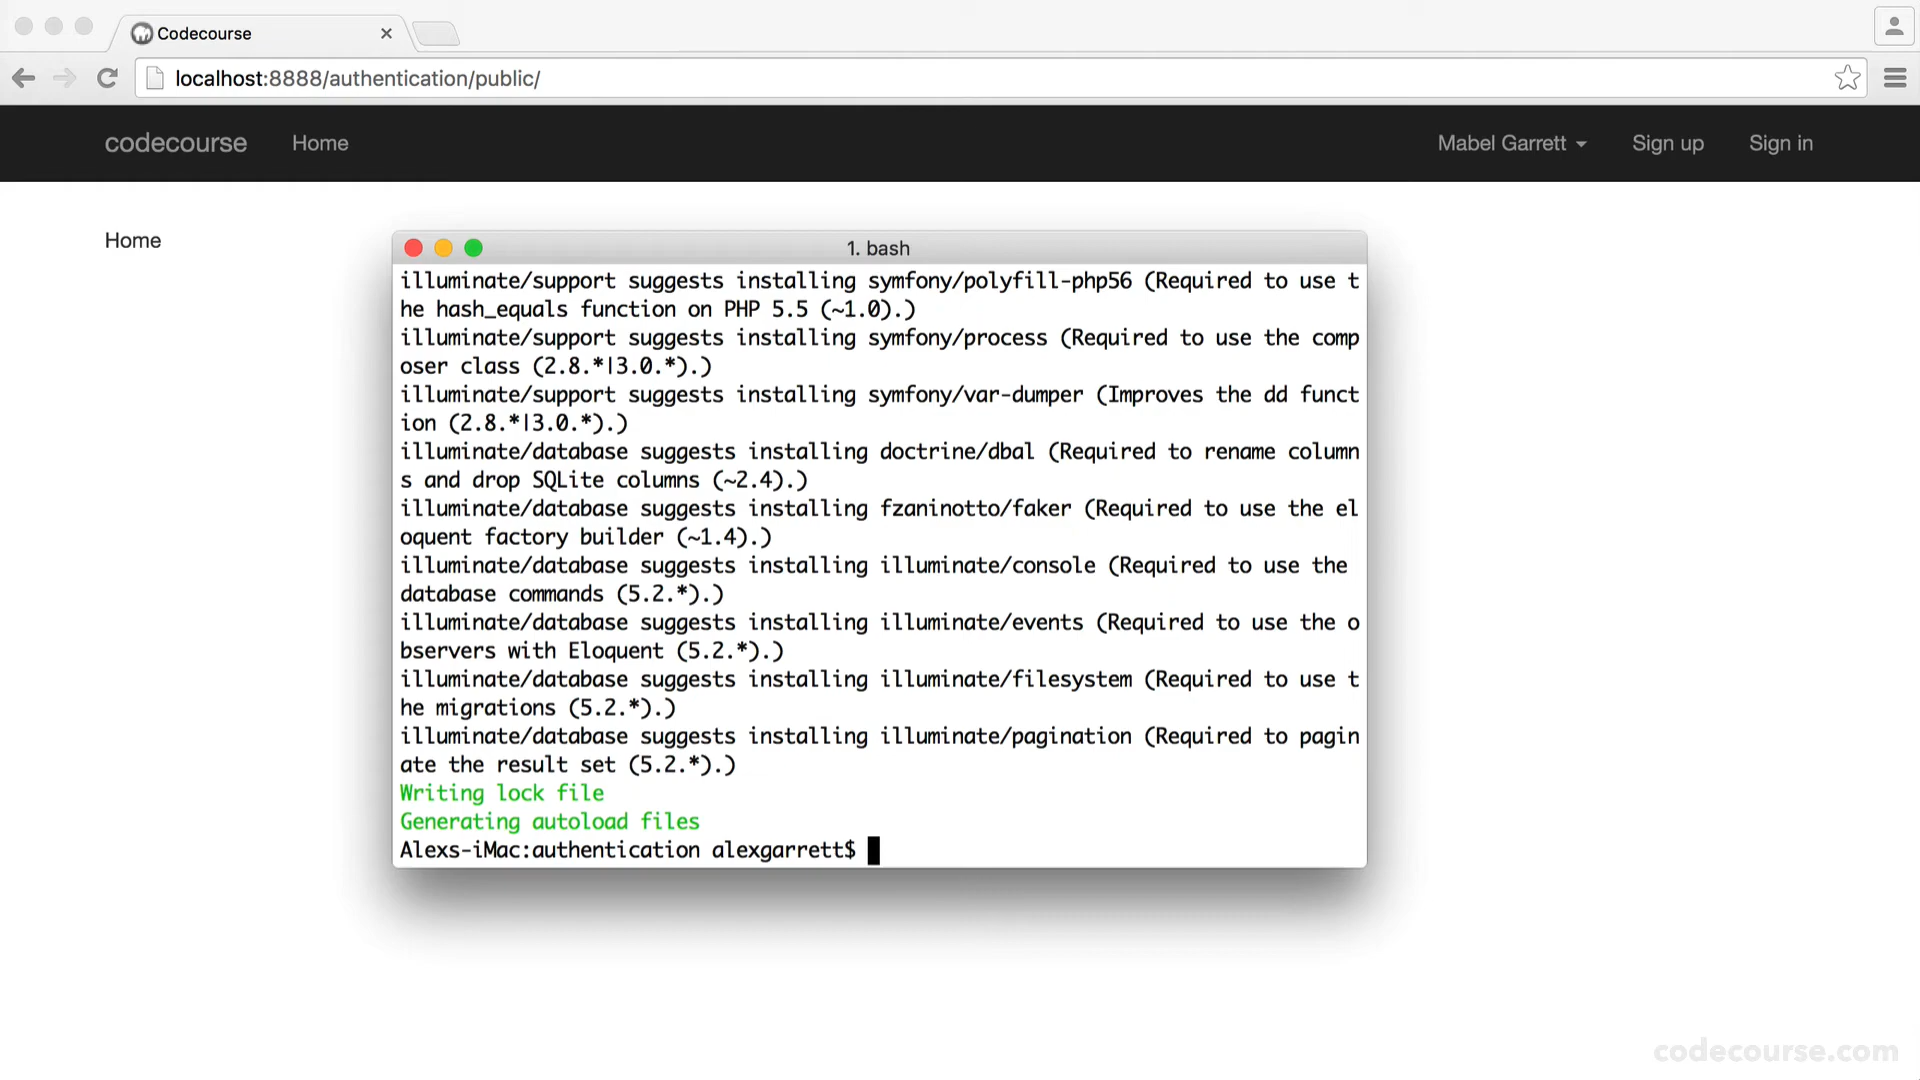 Codecourse
localhost:8888/authentication/public/
codecourse Home Mabel Garrett Sign up Sign in
Home
1. bash
illuminate/support suggests installing symfony/polyfill-php56 (Required to use t
he hash_equals function on PHP 5.5 (~1.0).)
illuminate/support suggests installing symfony/process (Required to use the comp
oser class (2.8.*|3.0.*).)
illuminate/support suggests installing symfony/var-dumper (Improves the dd funct
ion (2.8.*|3.0.*).)
illuminate/database suggests installing doctrine/dbal (Required to rename column
s and drop SQLite columns (~2.4).)
illuminate/database suggests installing fzaninotto/faker (Required to use the el
oquent factory builder (~1.4).)
illuminate/database suggests installing illuminate/console (Required to use the
database commands (5.2.*).)
illuminate/database suggests installing illuminate/events (Required to use the o
bservers with Eloquent (5.2.*).)
illuminate/database suggests installing illuminate/filesystem (Required to use t
he migrations (5.2.*).)
illuminate/database suggests installing illuminate/pagination (Required to pagin
ate the result set (5.2.*).)
Writing lock file
Generating autoload files
Alexs-iMac:authentication alexgarrett$
codecourse.com